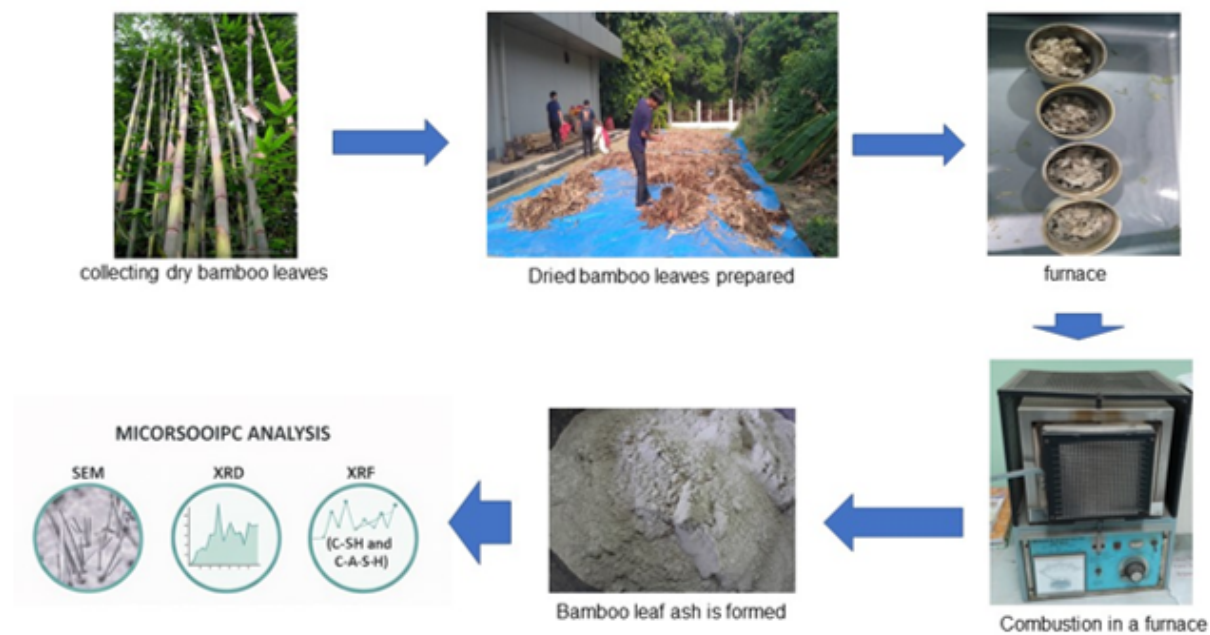 collecting dry bamboo leaves
Dried bamboo leaves prepared
furnace
MICORSOOIPC ANALYSIS
SEM
XRD
XRF
(C-SH and
C-A-S-H)
Bamboo leaf ash is formed
Combustion in a furnace